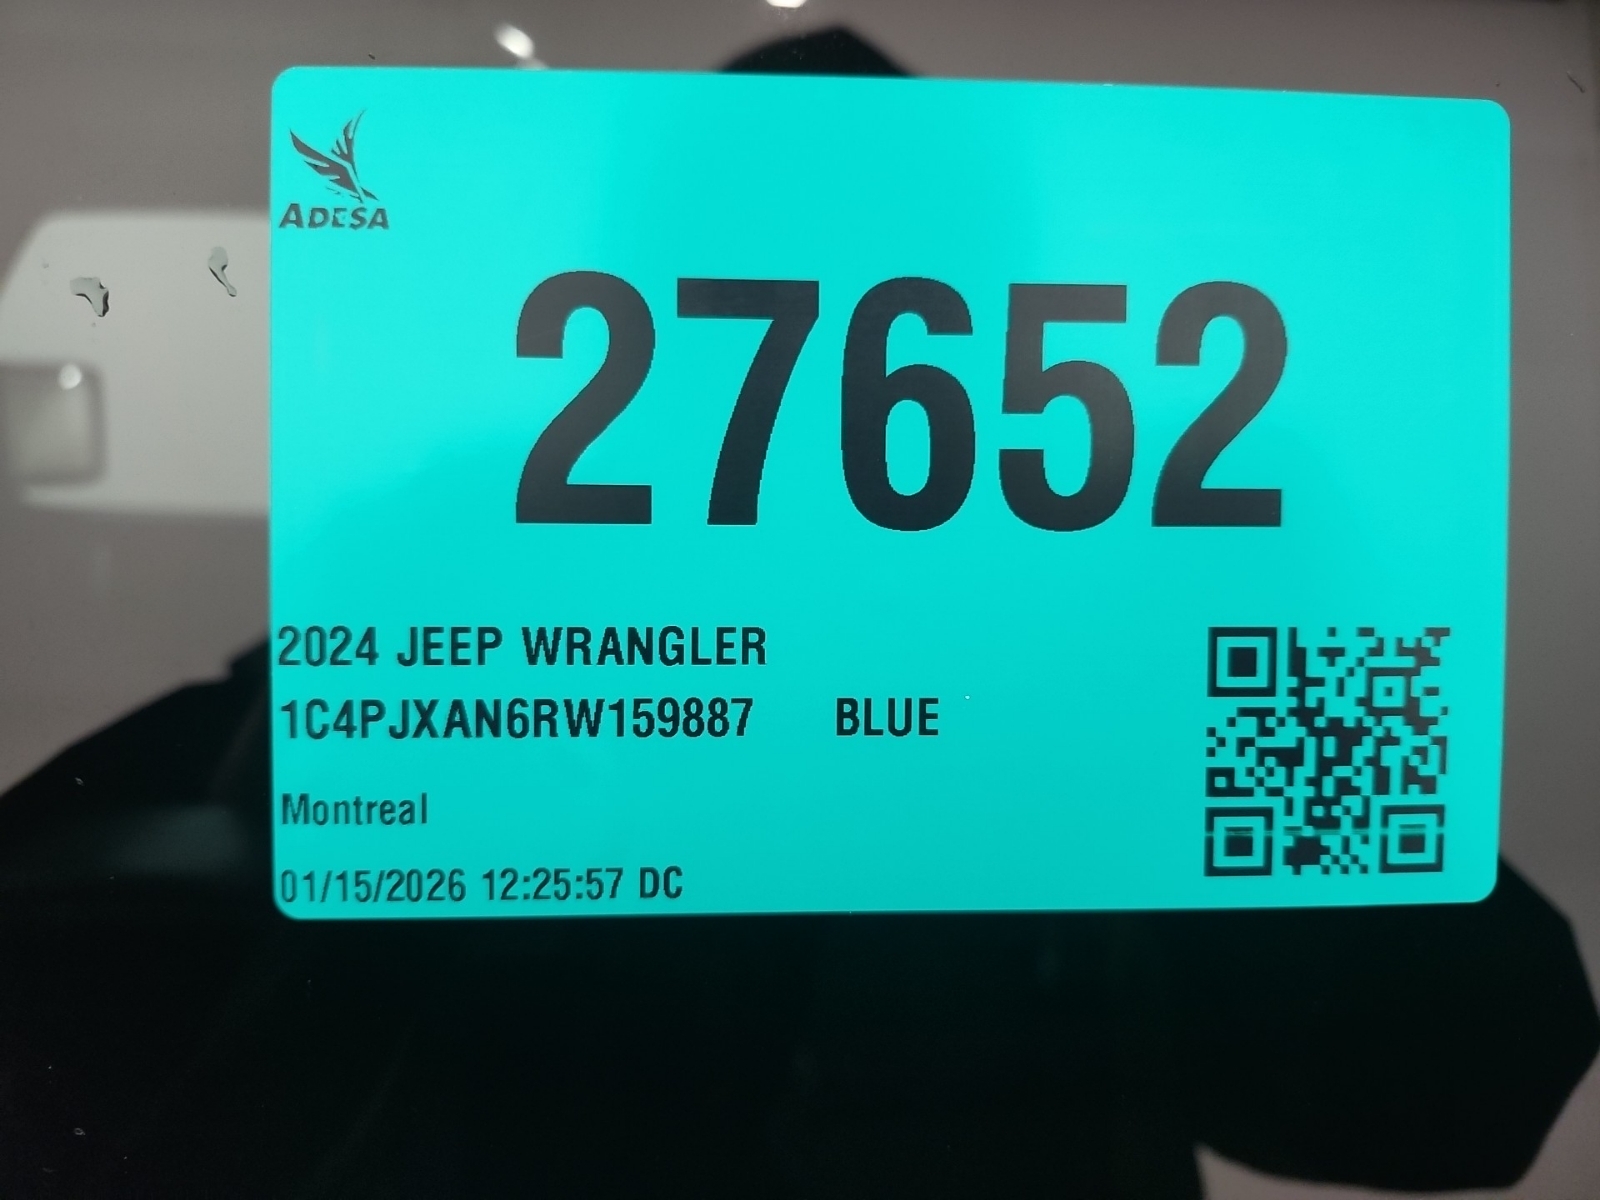 ADESA
27652
2024 JEEP WRANGLER
1C4PJXAN6RW159887 BLUE
Montreal
01/15/2026 12:25:57 DC